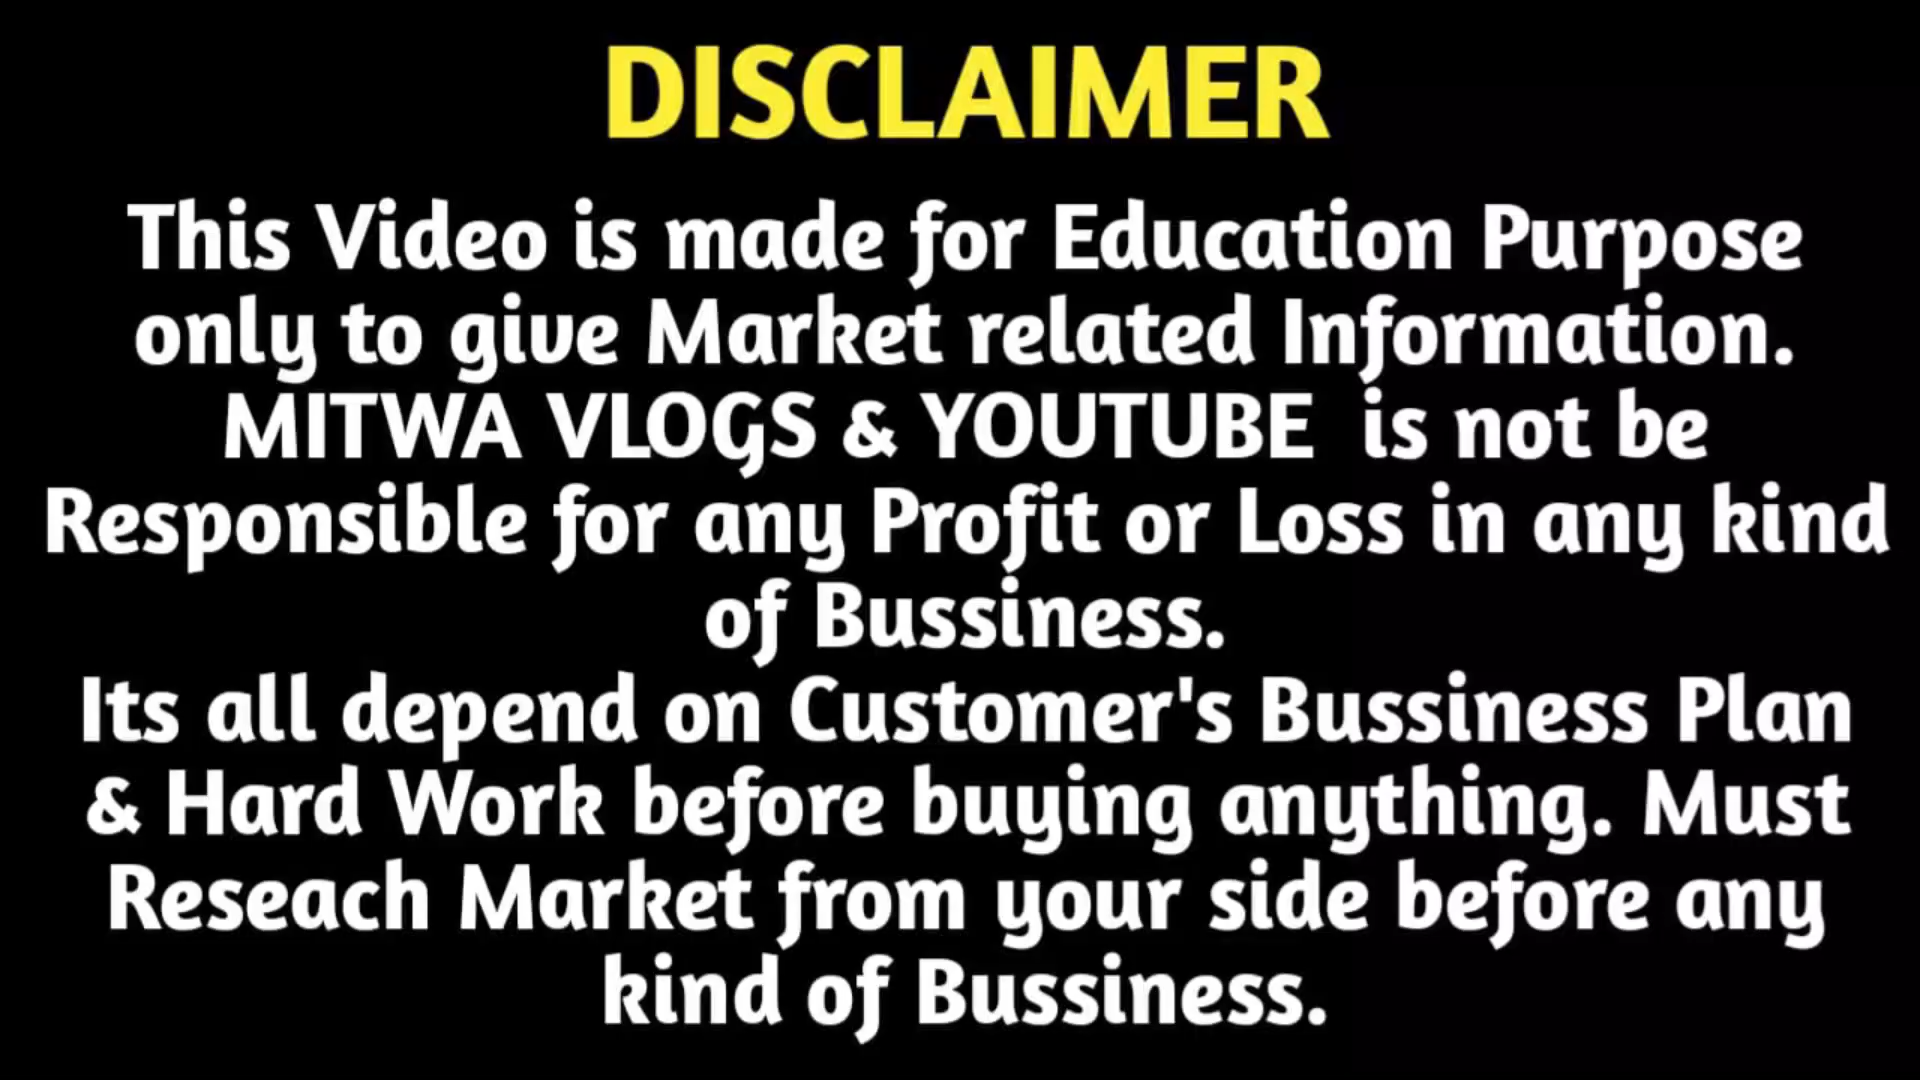 DISCLAIMER
This Video is made for Education Purpose
only to give Market related Information.
MITWA VLOGS & YOUTUBE is not be
Responsible for any Profit or Loss in any kind
of Bussiness.
Its all depend on Customer's Bussiness Plan
& Hard Work before buying anything. Must
Reseach Market from your side before any
kind of Bussiness.